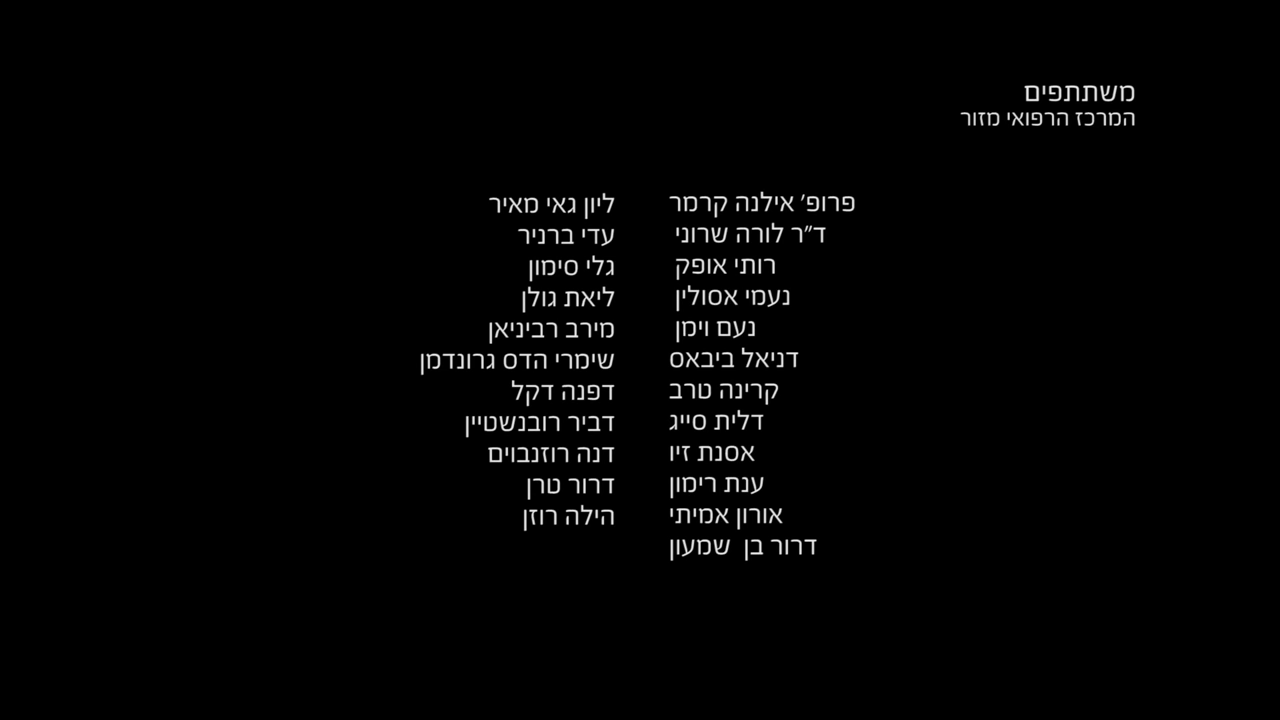 משתתפים
המרכז הרפואי מזור
פרופ' אילנה קרמר
ד"ר לורה שרוני
רותי אופק
נעמי אסולין
נעם וימן
דניאל ביבאס
קרינה טרב
דלית סייג
אסנת זיו
ענת רימון
אורון אמיתי
דרור בן שמעון
ליון גאי מאיר
עדי ברניר
גלי סימון
ליאת גולן
מירב רביניאן
שימרי הדס גרונדמן
דפנה דקל
דביר רובנשטיין
דנה רוזנבוים
דרור טרן
הילה רוזן